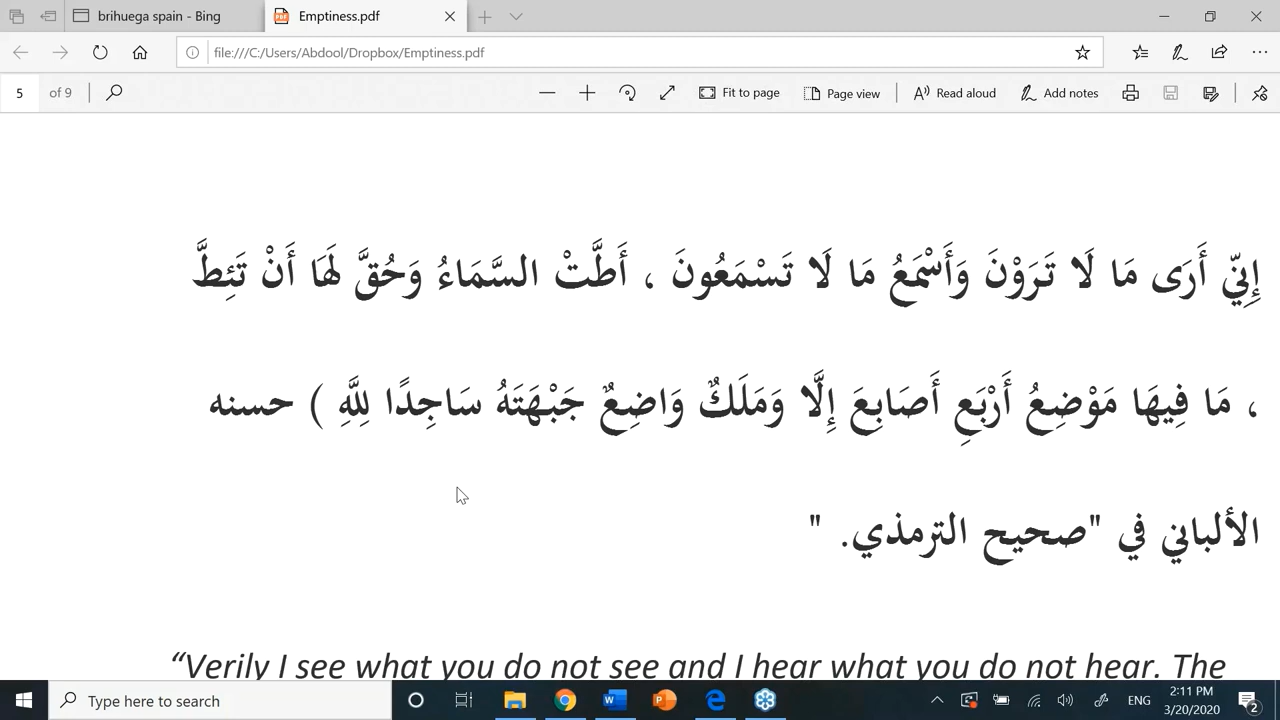 brihuega spain - Bing
Emptiness.pdf
file:///C:/Users/Abdool/Dropbox/Emptiness.pdf
5 of 9 Fit to page Page view Read aloud Add notes
إِنِّي أَرَى مَا لَا تَرَوْنَ وَأَسْمَعُ مَا لَا تَسْمَعُونَ ، أَطَّتْ السَّمَاءُ وَحُقَّ لَهَا أَنْ تَئِطَّ
، مَا فِيهَا مَوْضِعُ أَرْبَعِ أَصَابِعَ إِلَّا وَمَلَكٌ وَاضِعٌ جَبْهَتَهُ سَاجِدًا لِلَّهِ ) حسنه
الألباني في "صحيح الترمذي. "
“Verily I see what you do not see and I hear what you do not hear. The
Type here to search
ENG
2:11 PM
3/20/2020
2